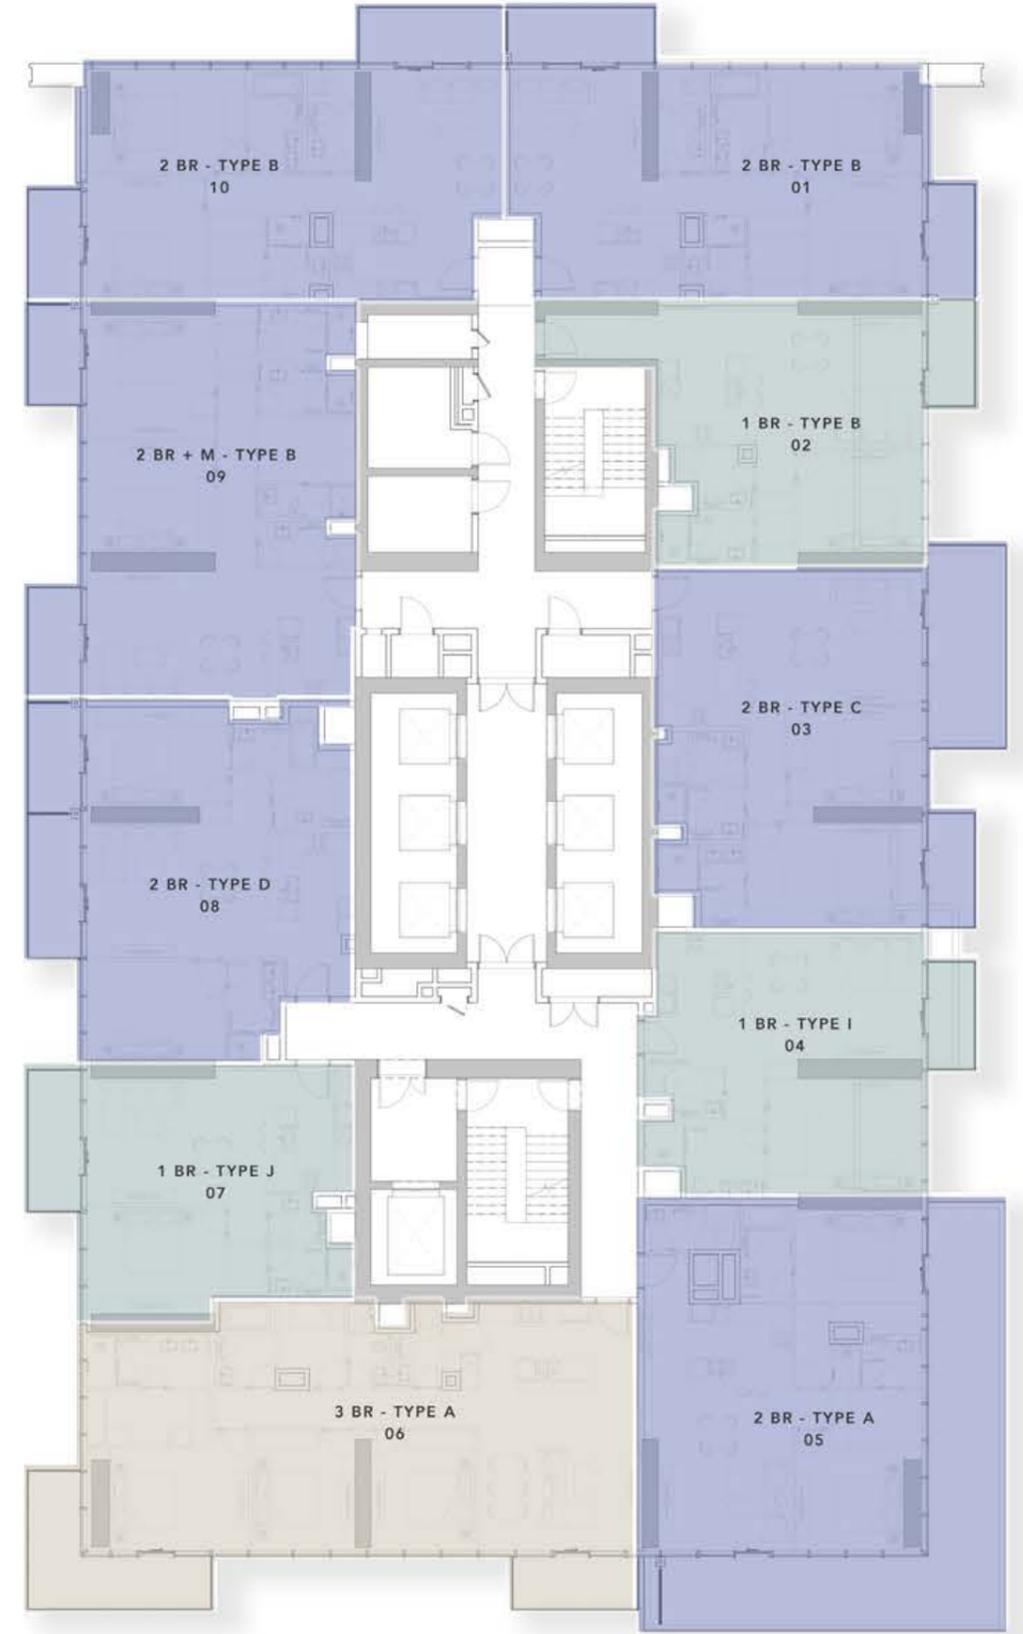 2 BR - TYPE B
10
2 BR - TYPE B
01
2 BR + M - TYPE B
09
1 BR - TYPE B
02
2 BR - TYPE C
03
2 BR - TYPE D
08
1 BR - TYPE I
04
1 BR - TYPE J
07
3 BR - TYPE A
06
2 BR - TYPE A
05